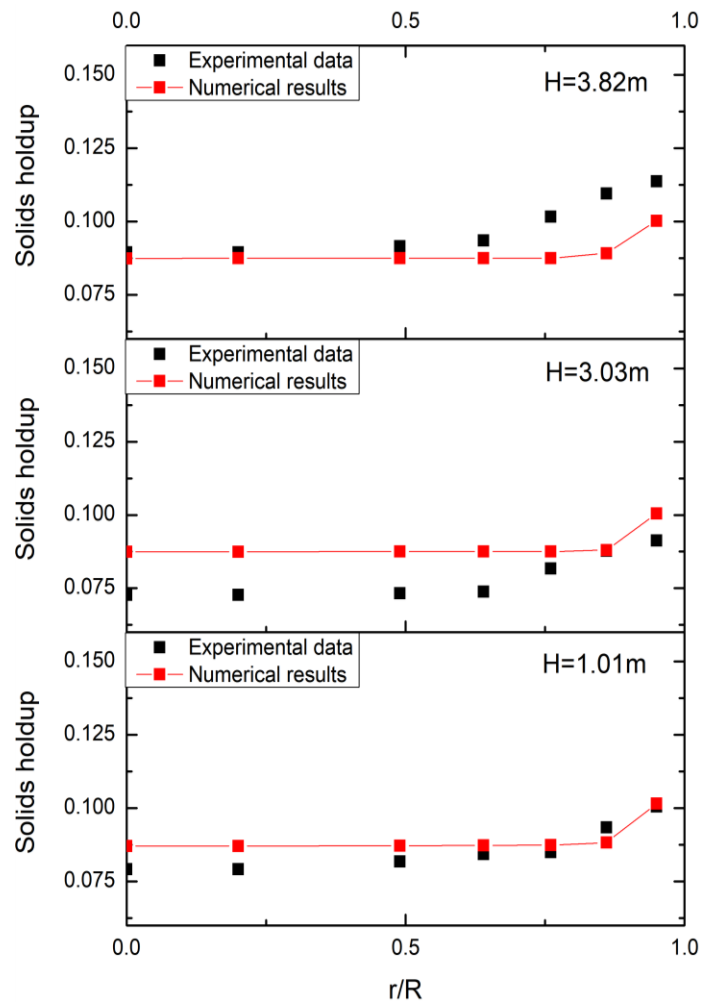 0.0 0.5 1.0
Experimental data
Numerical results
H=3.82m
0.150
0.125
0.100
0.075
Solids holdup
Experimental data
Numerical results
H=3.03m
0.150
0.125
0.100
0.075
Solids holdup
Experimental data
Numerical results
H=1.01m
0.150
0.125
0.100
0.075
Solids holdup
0.0 0.5 1.0
r/R